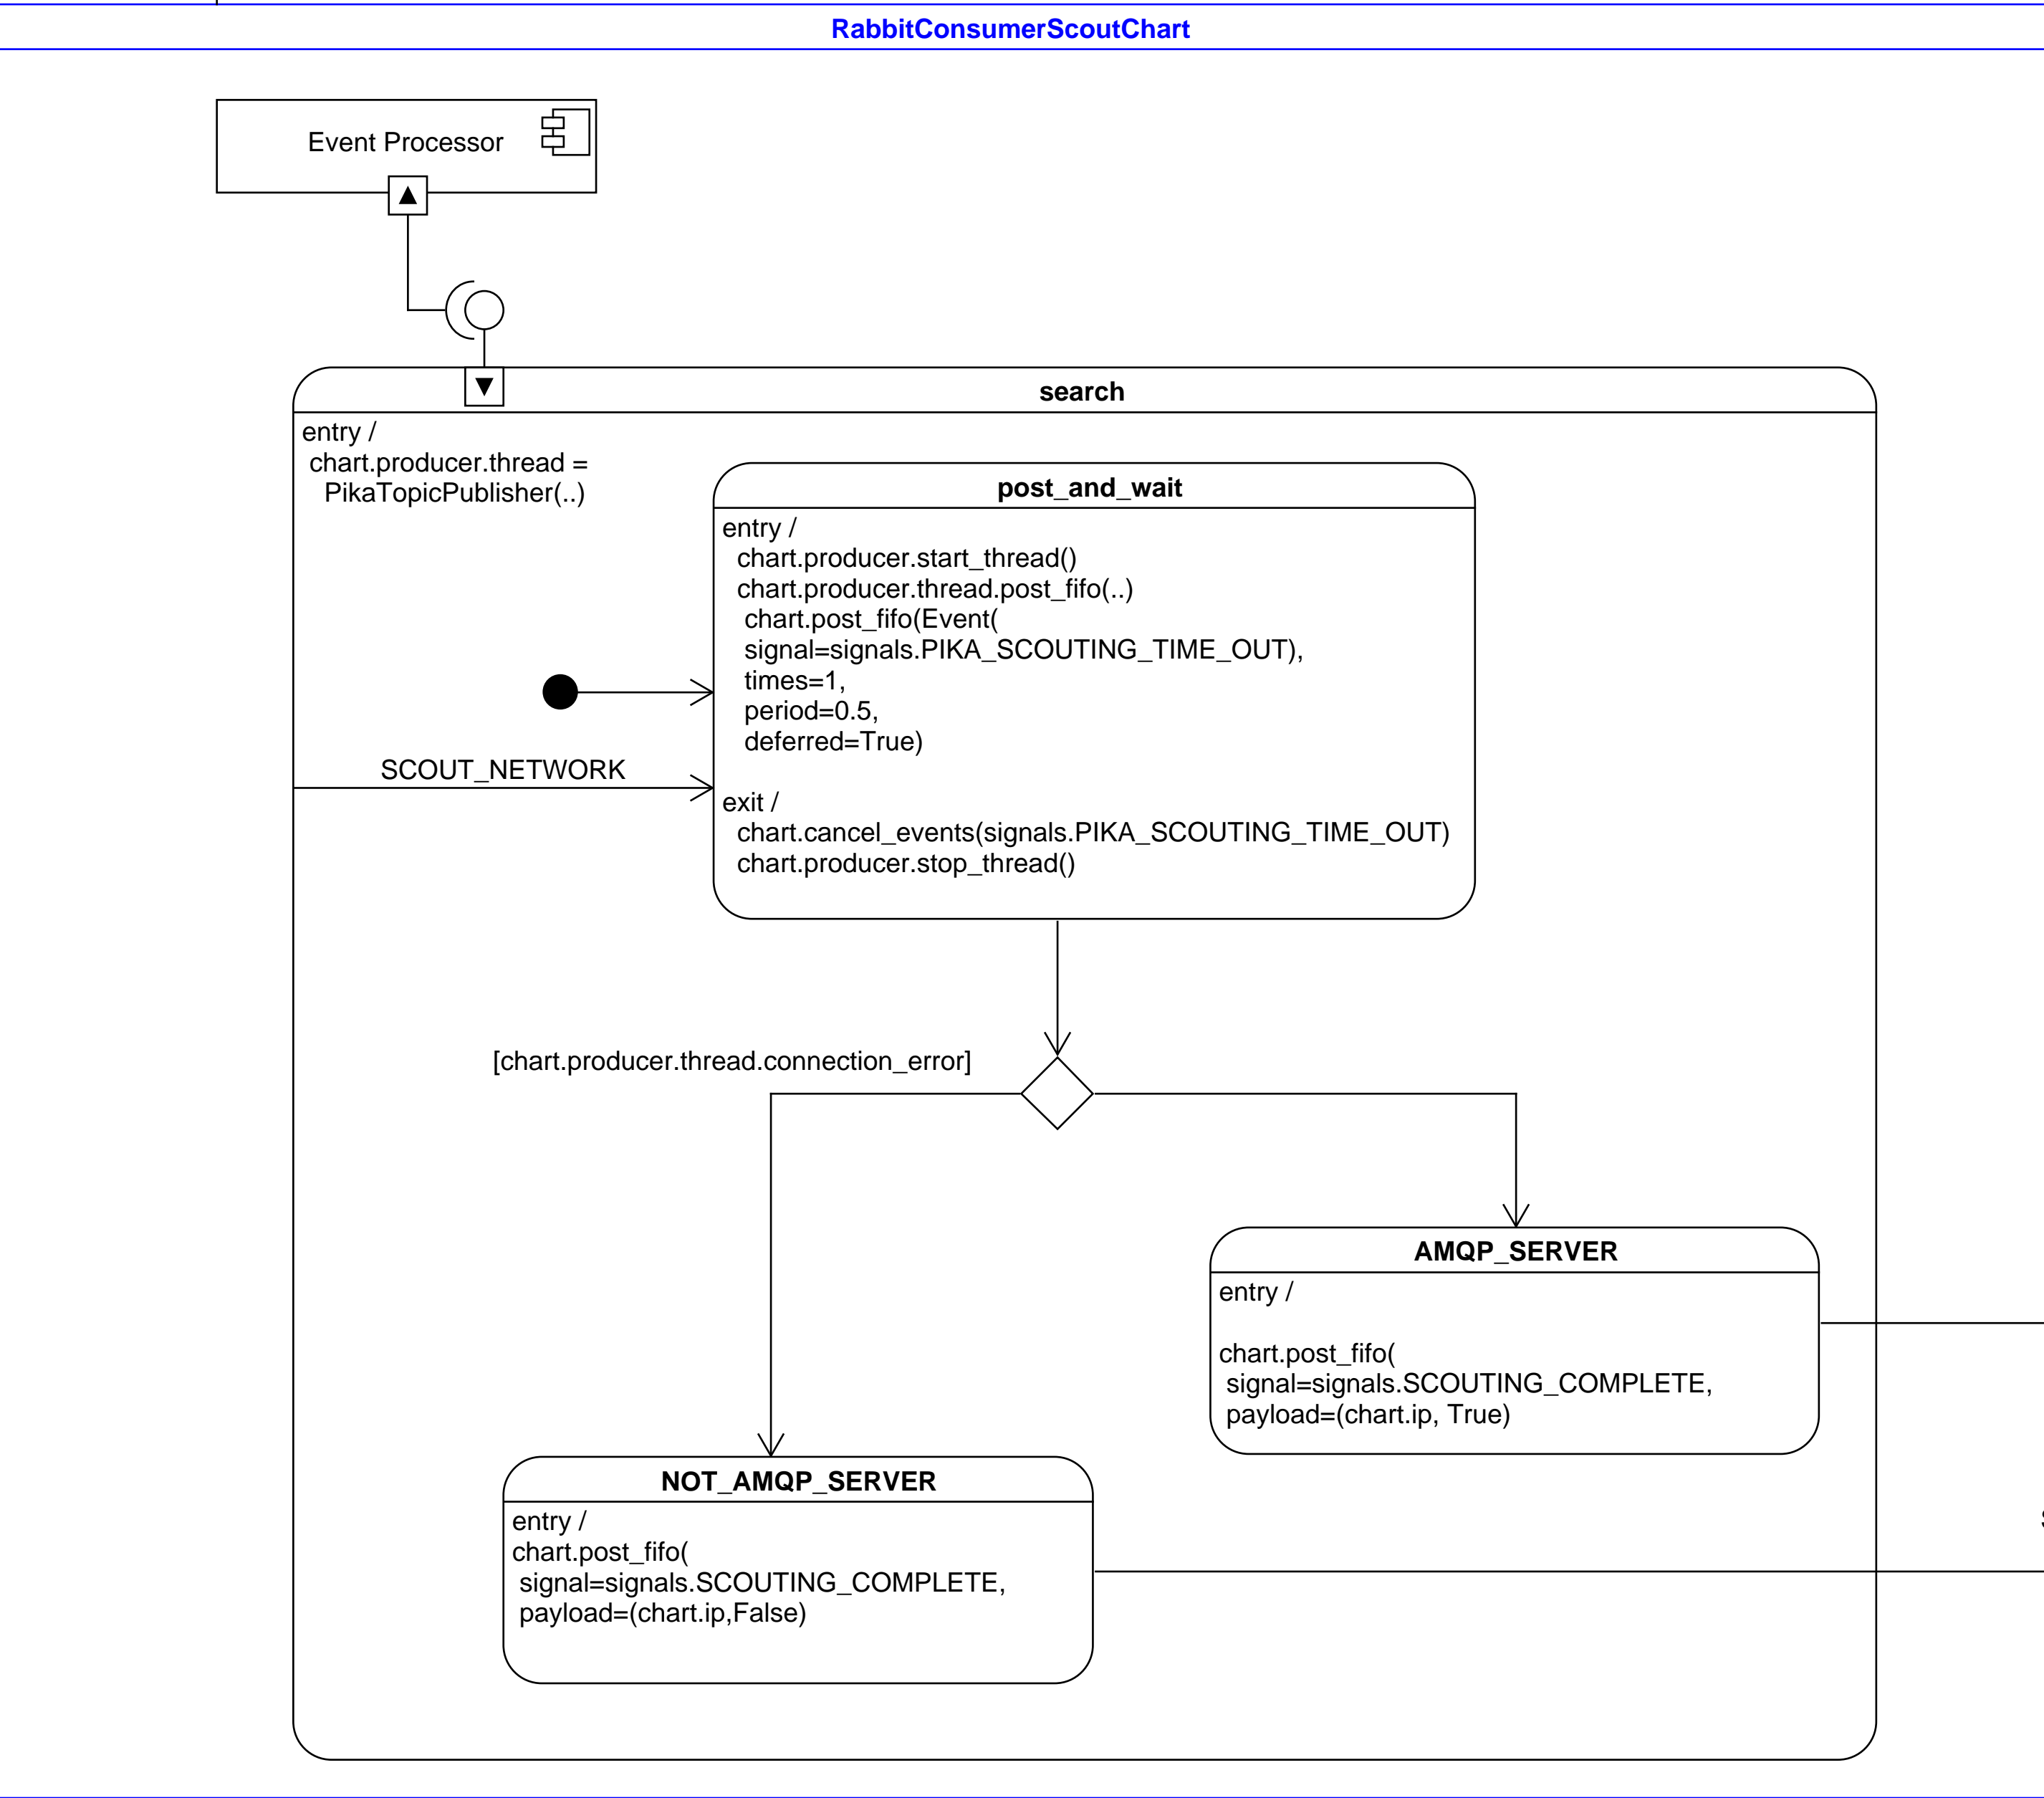 RabbitConsumerScoutChart
Event Processor
search
entry /
chart.producer.thread =
PikaTopicPublisher(..)
post_and_wait
entry /
chart.producer.start_thread()
chart.producer.thread.post_fifo(..)
chart.post_fifo(Event(
signal=signals.PIKA_SCOUTING_TIME_OUT),
times=1,
period=0.5,
deferred=True)
exit /
chart.cancel_events(signals.PIKA_SCOUTING_TIME_OUT)
chart.producer.stop_thread()
SCOUT_NETWORK
[chart.producer.thread.connection_error]
AMQP_SERVER
entry /
chart.post_fifo(
signal=signals.SCOUTING_COMPLETE,
payload=(chart.ip, True)
NOT_AMQP_SERVER
entry /
chart.post_fifo(
signal=signals.SCOUTING_COMPLETE,
payload=(chart.ip,False)